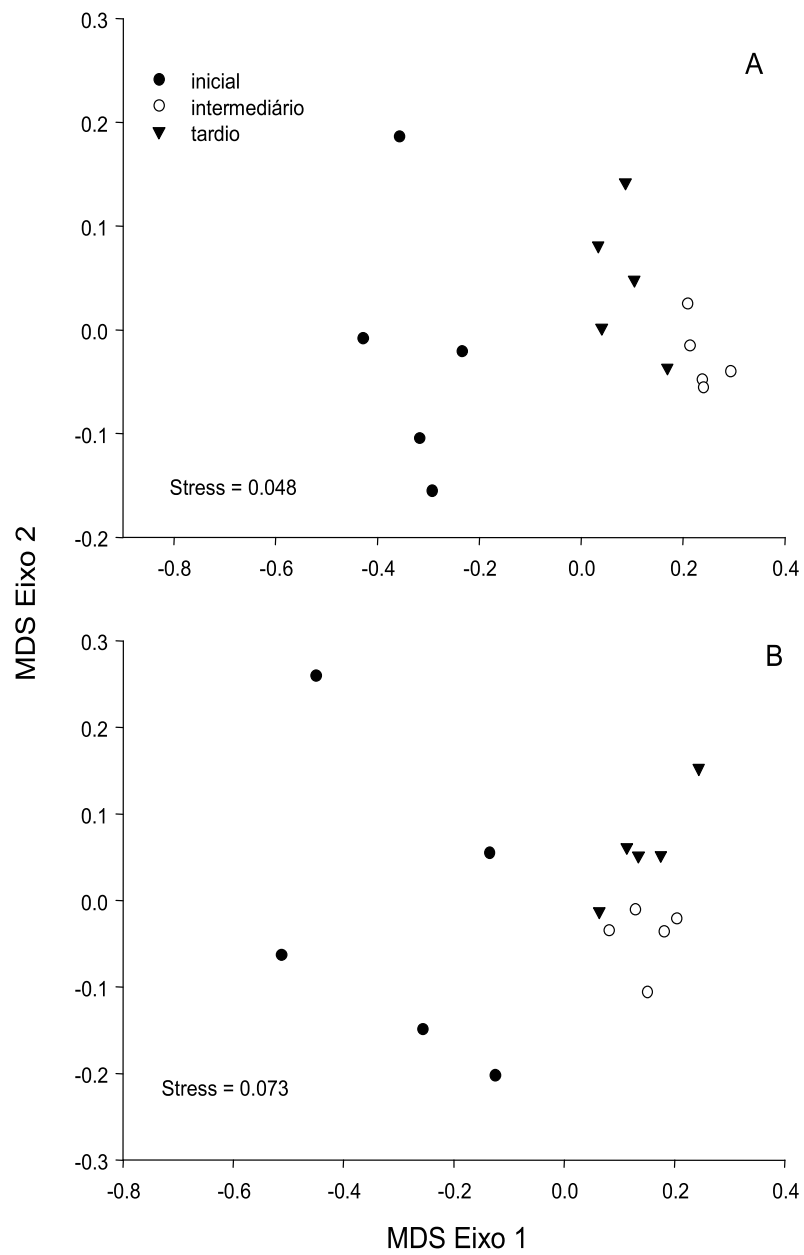 0.3
A
inicial
intermediário
tardio
0.2
0.1
0.0
-0.1
Stress = 0.048
-0.2
-0.8 -0.6 -0.4 -0.2 0.0 0.2 0.4
MDS Eixo 2
0.3
B
0.2
0.1
0.0
-0.1
-0.2
Stress = 0.073
-0.3
-0.8 -0.6 -0.4 -0.2 0.0 0.2 0.4
MDS Eixo 1